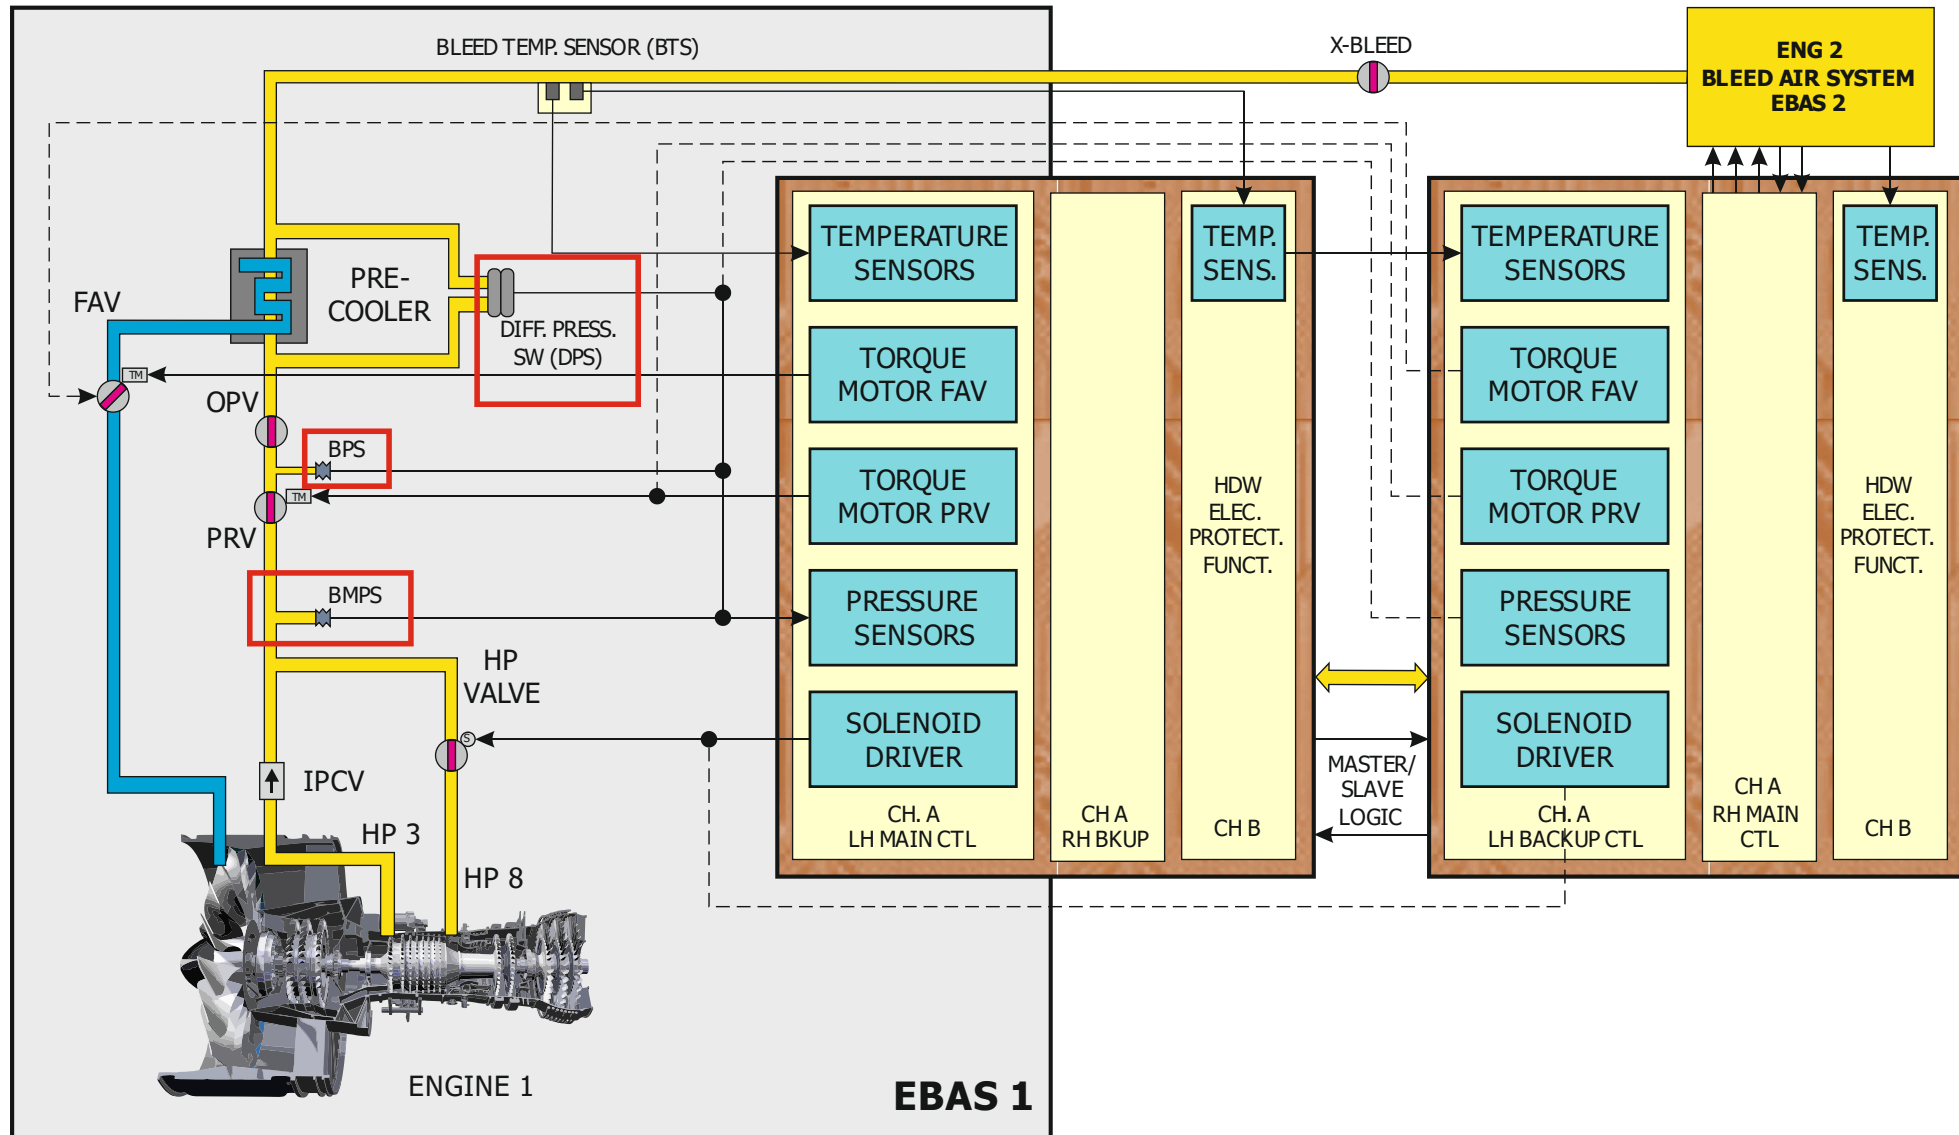 BLEED TEMP. SENSOR (BTS)
X-BLEED
ENG 2
BLEED AIR SYSTEM
EBAS 2
FAV
PRE-
COOLER
DIFF. PRESS.
SW (DPS)
TM
OPV
BPS
TM
PRV
BMPS
HP
VALVE
S
IPCV
HP 3
HP 8
ENGINE 1
EBAS 1
TEMPERATURE
SENSORS
TORQUE
MOTOR FAV
TORQUE
MOTOR PRV
PRESSURE
SENSORS
SOLENOID
DRIVER
CH. A
LH MAIN CTL
CH A
RH BKUP
TEMP.
SENS.
HDW
ELEC.
PROTECT.
FUNCT.
CH B
MASTER/
SLAVE
LOGIC
TEMPERATURE
SENSORS
TORQUE
MOTOR FAV
TORQUE
MOTOR PRV
PRESSURE
SENSORS
SOLENOID
DRIVER
CH. A
LH BACKUP CTL
CH A
RH MAIN
CTL
TEMP.
SENS.
HDW
ELEC.
PROTECT.
FUNCT.
CH B